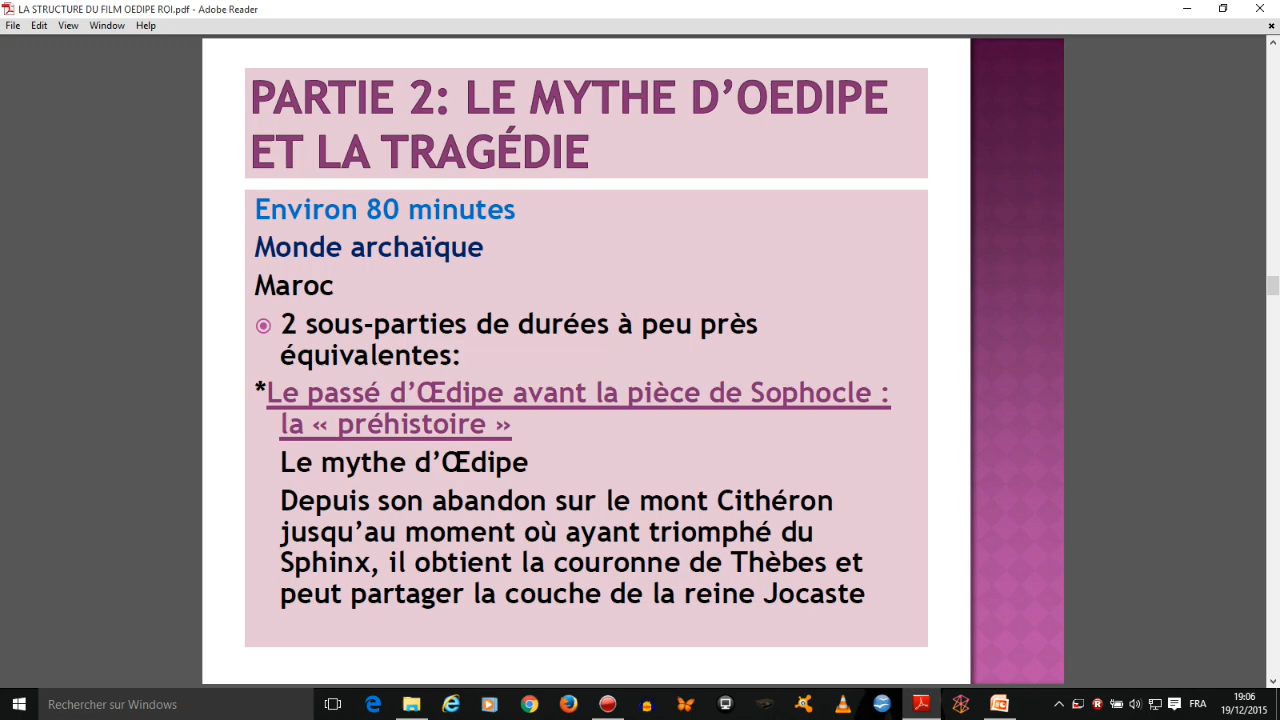 LA STRUCTURE DU FILM OEDIPE ROI.pdf - Adobe Reader
File Edit View Window Help
PARTIE 2: LE MYTHE D’OEDIPE
ET LA TRAGÉDIE
Environ 80 minutes
Monde archaïque
Maroc
2 sous-parties de durées à peu près
équivalentes:
*Le passé d’Œdipe avant la pièce de Sophocle :
la « préhistoire »
Le mythe d’Œdipe
Depuis son abandon sur le mont Cithéron
jusqu’au moment où ayant triomphé du
Sphinx, il obtient la couronne de Thèbes et
peut partager la couche de la reine Jocaste
Rechercher sur Windows
FRA
19:06
19/12/2015